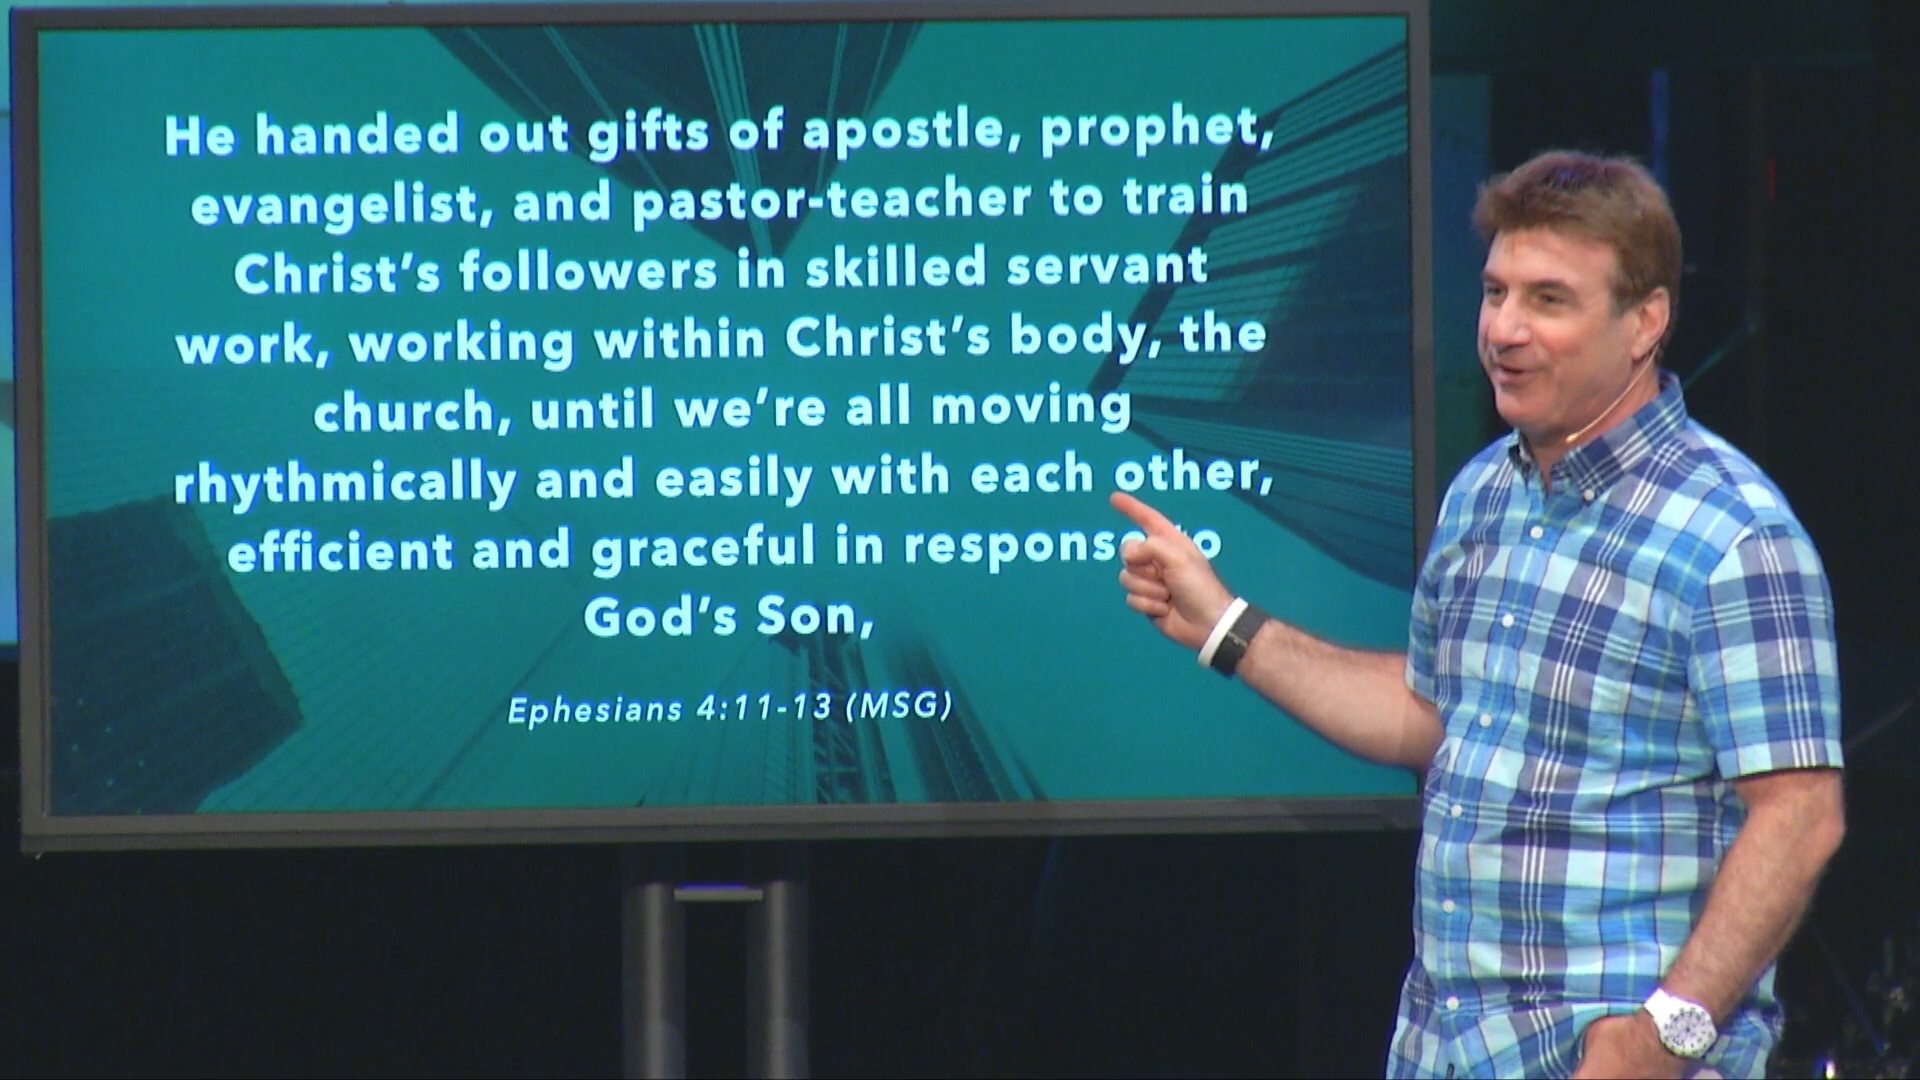 He handed out gifts of apostle, prophet,
evangelist, and pastor-teacher to train
Christ's followers in skilled servant
work, working within Christ's body, the
church, until we're all moving
rhythmically and easily with each other,
efficient and graceful in response to
God's Son,
Ephesians 4:11-13 (MSG)